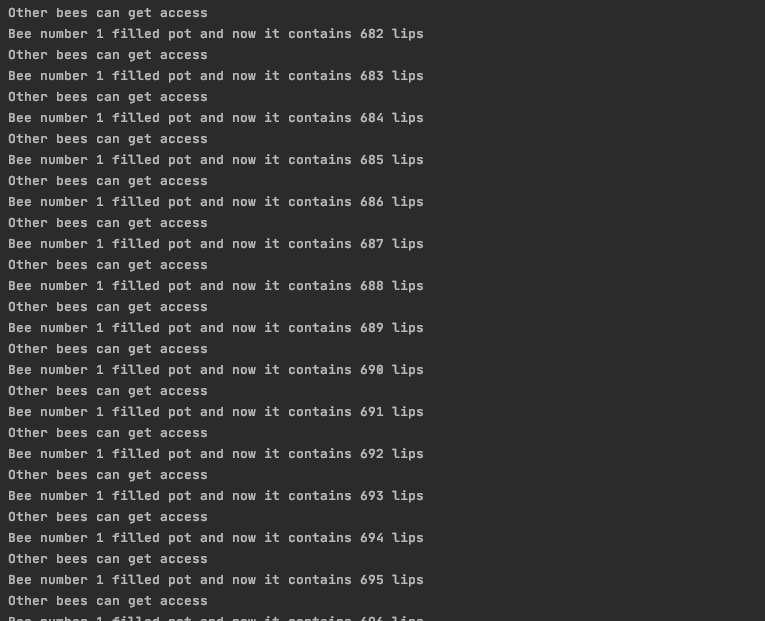 Other bees can get access
Bee number 1 filled pot and now it contains 682 lips
Other bees can get access
Bee number 1 filled pot and now it contains 683 lips
Other bees can get access
Bee number 1 filled pot and now it contains 684 lips
Other bees can get access
Bee number 1 filled pot and now it contains 685 lips
Other bees can get access
Bee number 1 filled pot and now it contains 686 lips
Other bees can get access
Bee number 1 filled pot and now it contains 687 lips
Other bees can get access
Bee number 1 filled pot and now it contains 688 lips
Other bees can get access
Bee number 1 filled pot and now it contains 689 lips
Other bees can get access
Bee number 1 filled pot and now it contains 690 lips
Other bees can get access
Bee number 1 filled pot and now it contains 691 lips
Other bees can get access
Bee number 1 filled pot and now it contains 692 lips
Other bees can get access
Bee number 1 filled pot and now it contains 693 lips
Other bees can get access
Bee number 1 filled pot and now it contains 694 lips
Other bees can get access
Bee number 1 filled pot and now it contains 695 lips
Other bees can get access
Bee number 1 filled pot and now it contains 696 lips